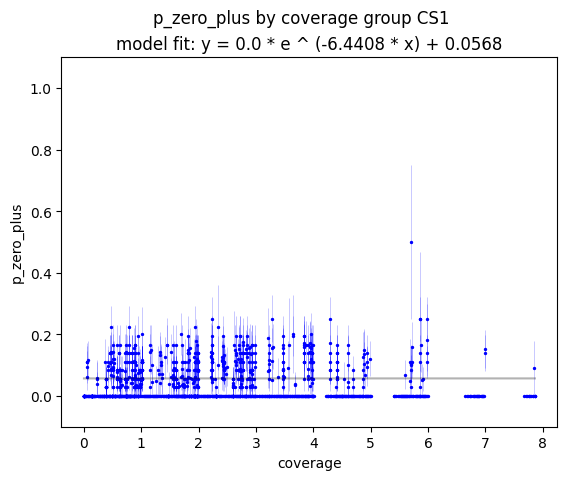 p_zero_plus by coverage group CS1
model fit: y = 0.0 * e ^ (-6.4408 * x) + 0.0568
1.0
0.8
0.6
0.4
0.2
0.0
p_zero_plus
0 1 2 3 4 5 6 7 8
coverage